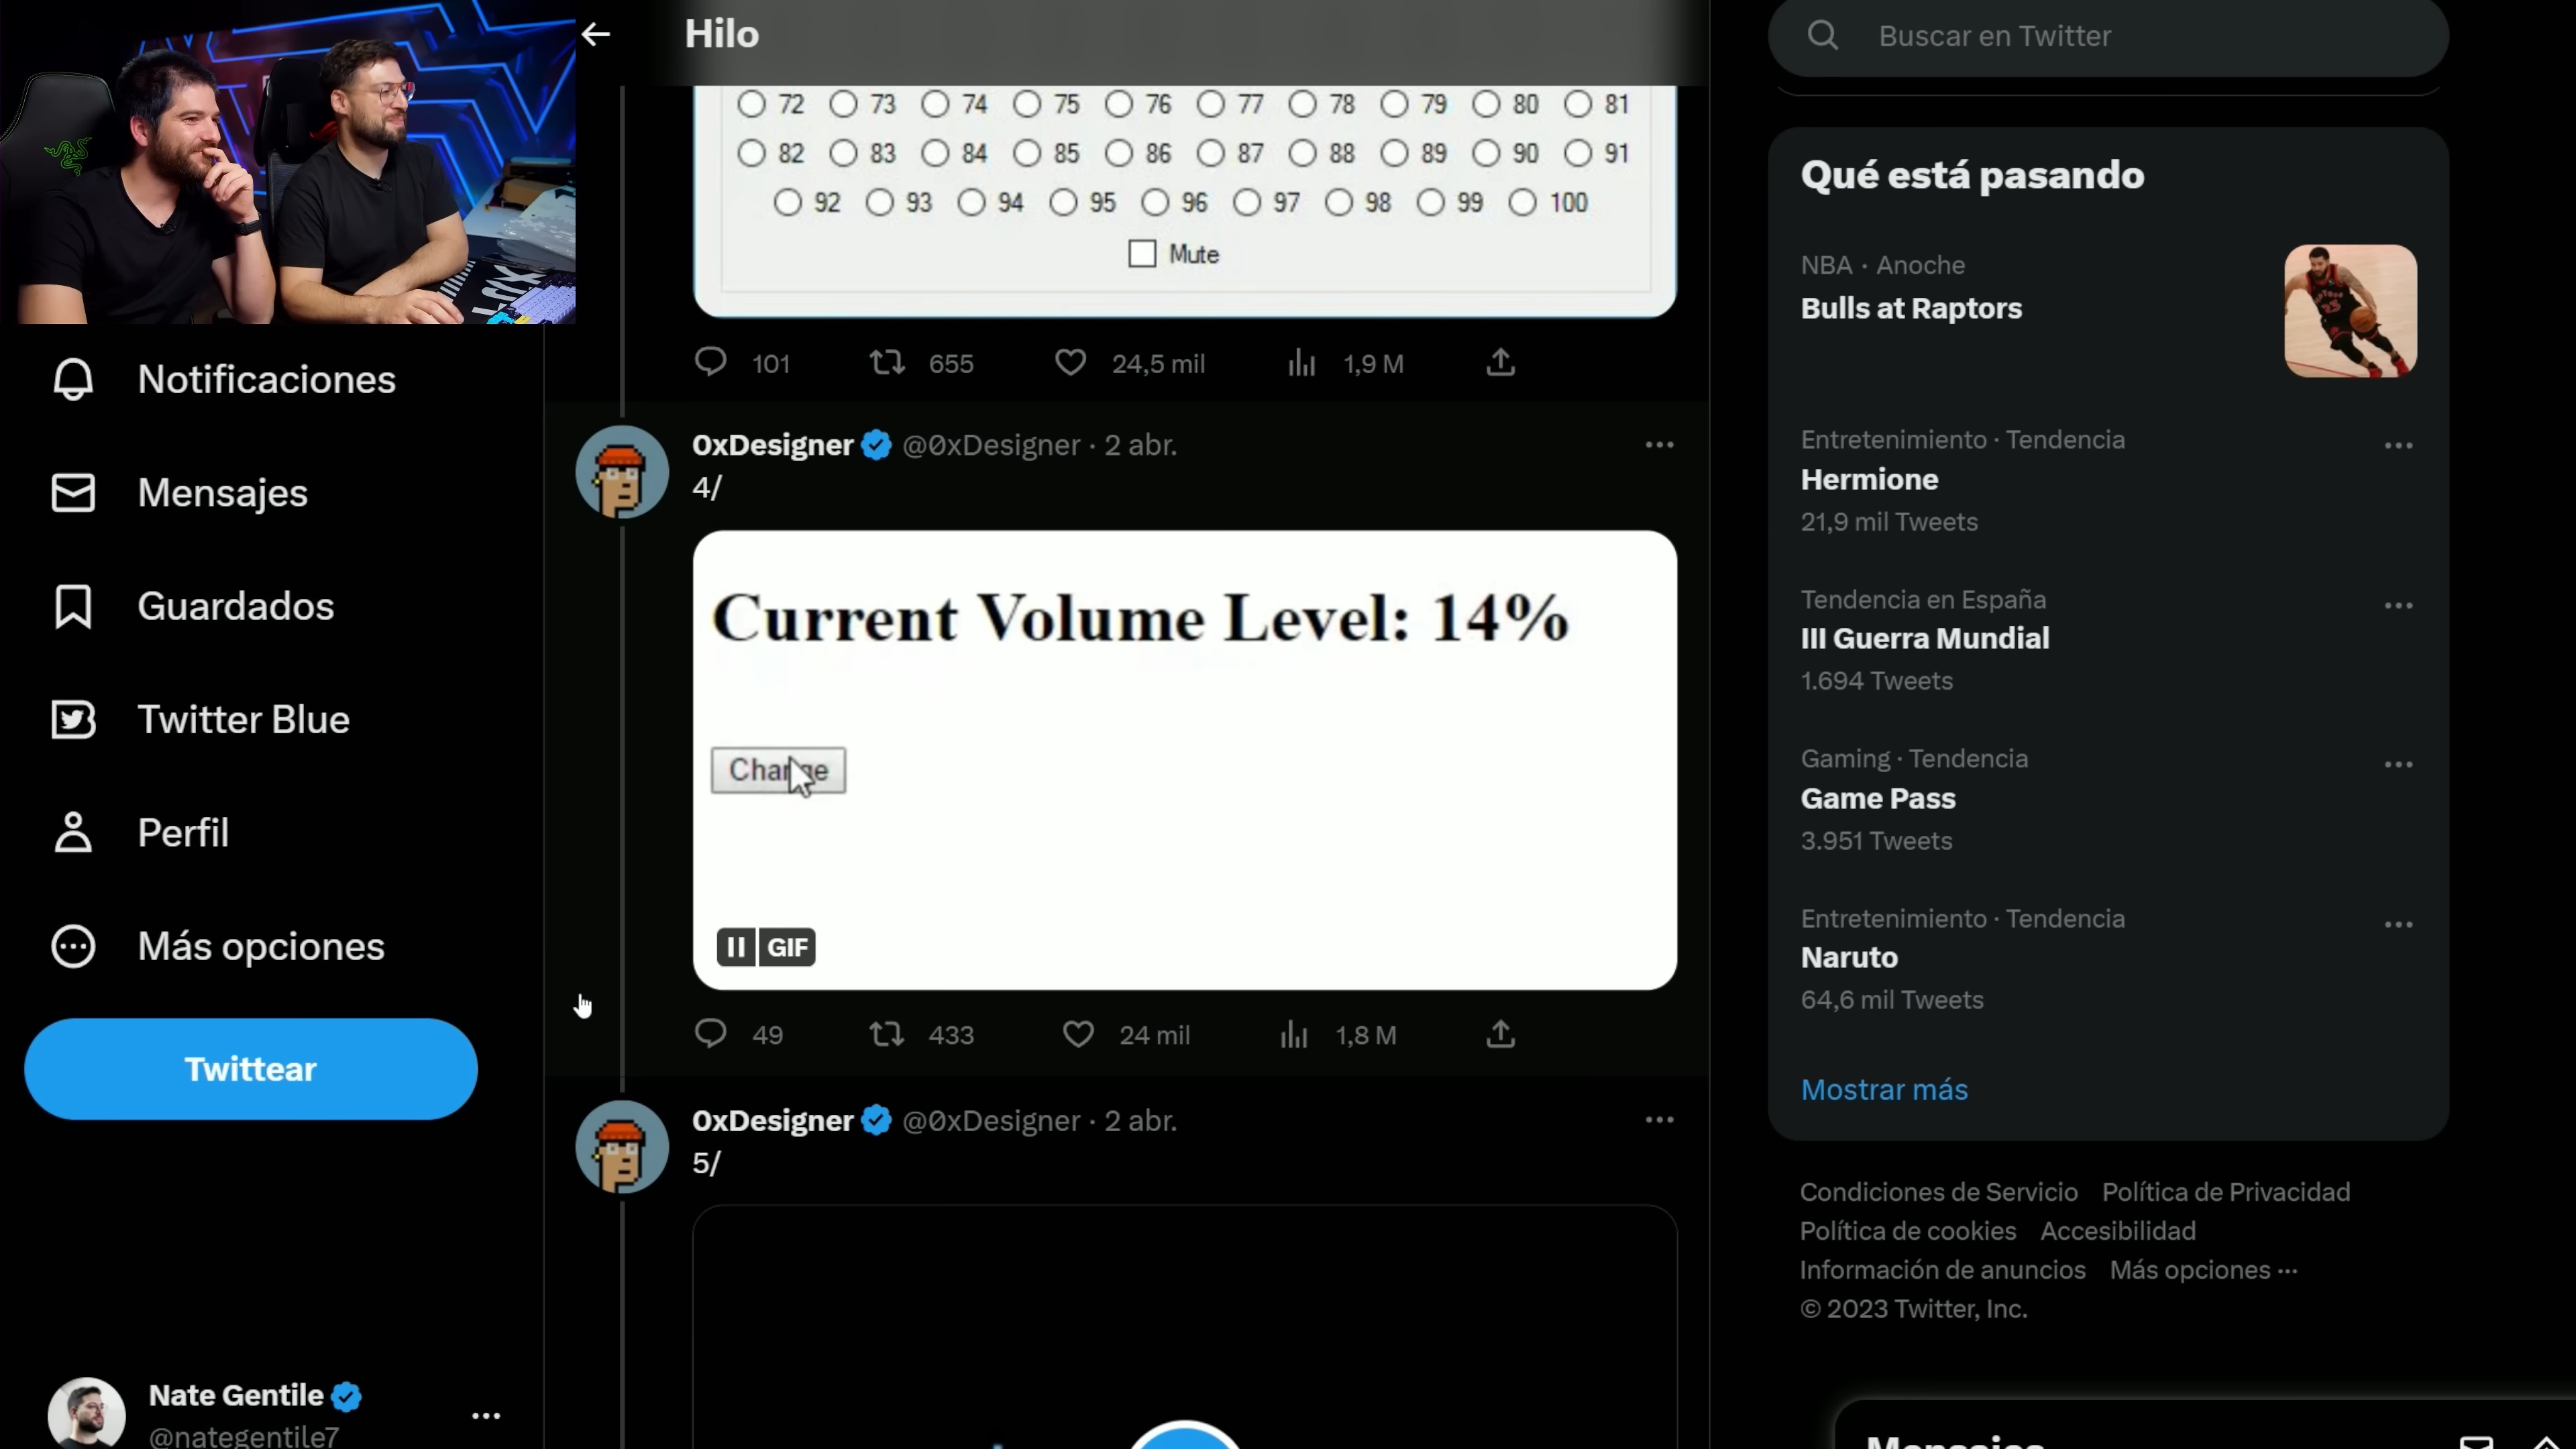 Hilo
Buscar en Twitter
72 73 74 75 76 77 78 79 80 81
82 83 84 85 86 87 88 89 90 91
92 93 94 95 96 97 98 99 100
Mute
101 655 24,5 mil 1,9 M
0xDesigner @0xDesigner · 2 abr.
4/
Current Volume Level: 14%
Change
GIF
49 433 24 mil 1,8 M
0xDesigner @0xDesigner · 2 abr.
5/
Notificaciones
Mensajes
Guardados
Twitter Blue
Perfil
Más opciones
Twittear
Nate Gentile
@nategentile7
Qué está pasando
NBA · Anoche
Bulls at Raptors
Entretenimiento · Tendencia
Hermione
21,9 mil Tweets
Tendencia en España
III Guerra Mundial
1.694 Tweets
Gaming · Tendencia
Game Pass
3.951 Tweets
Entretenimiento · Tendencia
Naruto
64,6 mil Tweets
Mostrar más
Condiciones de Servicio Política de Privacidad
Política de cookies Accesibilidad
Información de anuncios Más opciones ···
© 2023 Twitter, Inc.
Mensajes